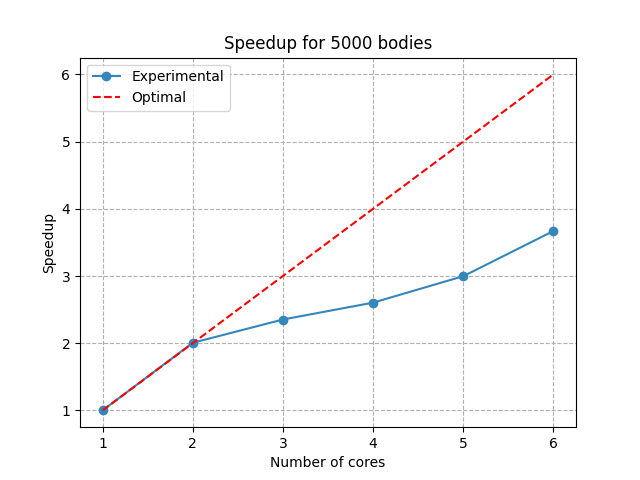 Speedup for 5000 bodies
Experimental
Optimal
6
5
4
3
2
1
Speedup
1 2 3 4 5 6
Number of cores